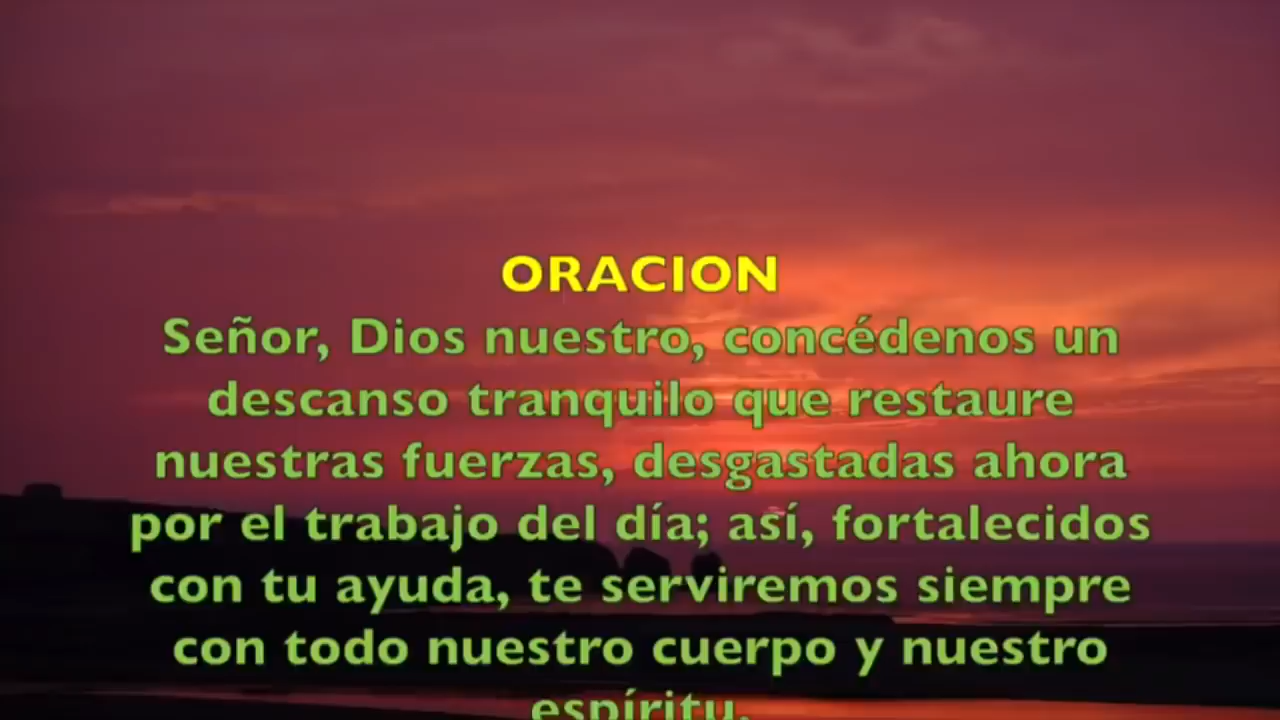 ORACION
Señor, Dios nuestro, concédenos un
descanso tranquilo que restaure
nuestras fuerzas, desgastadas ahora
por el trabajo del día; así, fortalecidos
con tu ayuda, te serviremos siempre
con todo nuestro cuerpo y nuestro
espíritu.